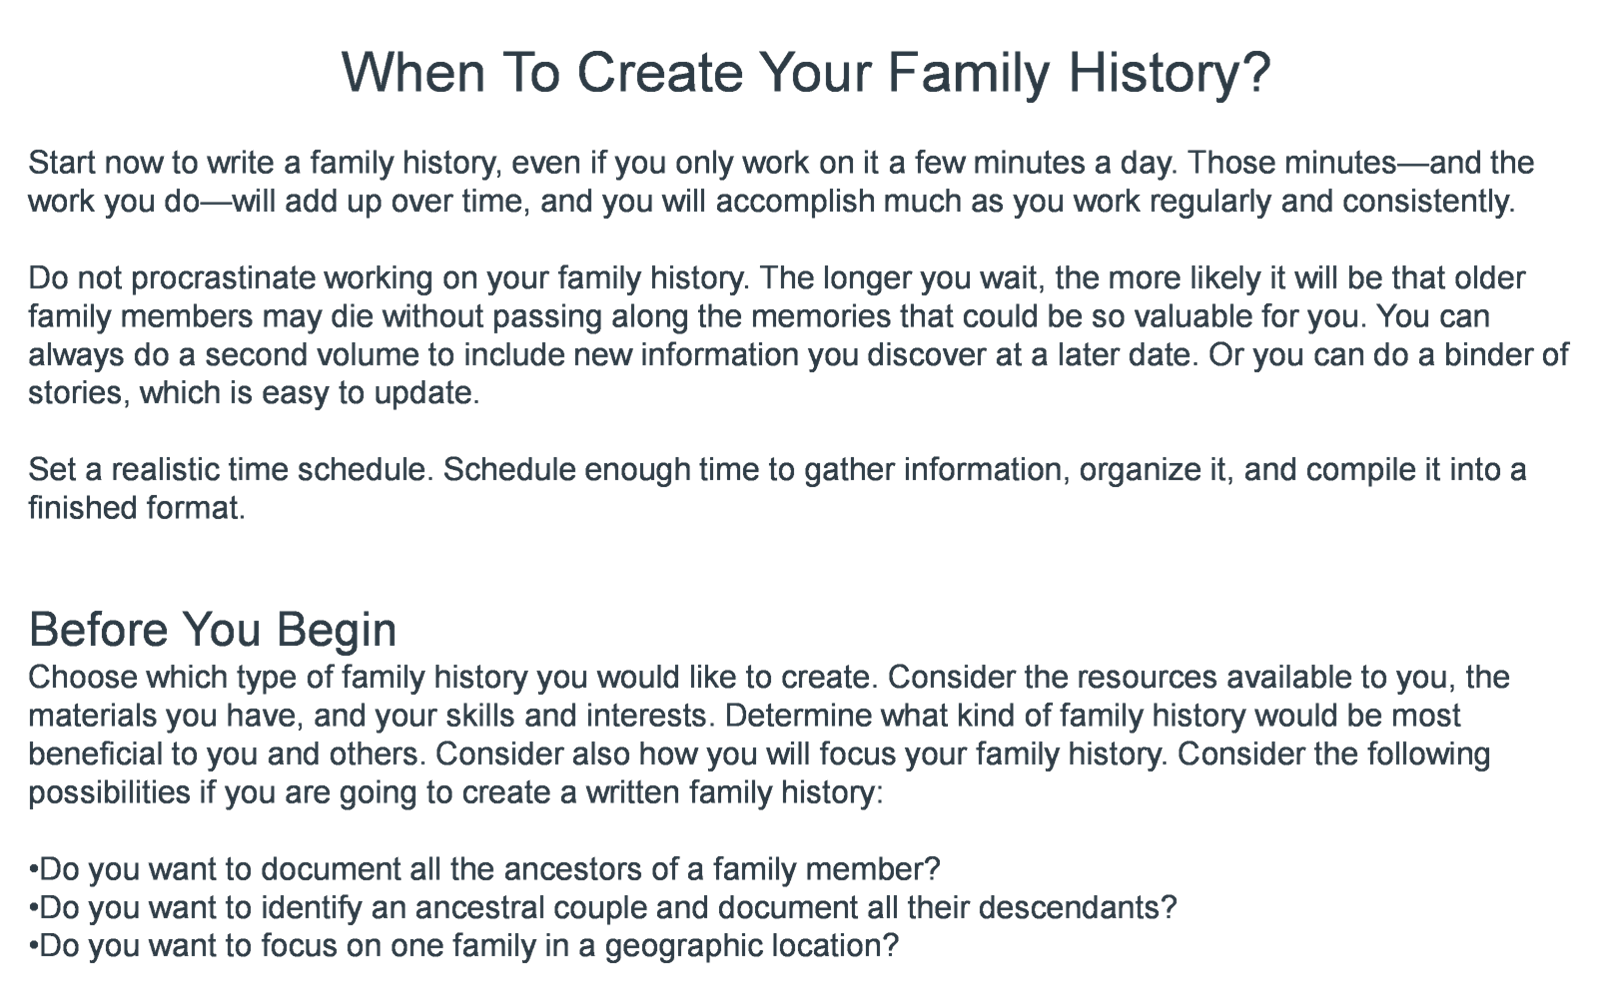 When To Create Your Family History?
Start now to write a family history, even if you only work on it a few minutes a day. Those minutes—and the
work you do—will add up over time, and you will accomplish much as you work regularly and consistently.
Do not procrastinate working on your family history. The longer you wait, the more likely it will be that older
family members may die without passing along the memories that could be so valuable for you. You can
always do a second volume to include new information you discover at a later date. Or you can do a binder of
stories, which is easy to update.
Set a realistic time schedule. Schedule enough time to gather information, organize it, and compile it into a
finished format.
Before You Begin
Choose which type of family history you would like to create. Consider the resources available to you, the
materials you have, and your skills and interests. Determine what kind of family history would be most
beneficial to you and others. Consider also how you will focus your family history. Consider the following
possibilities if you are going to create a written family history:
•Do you want to document all the ancestors of a family member?
•Do you want to identify an ancestral couple and document all their descendants?
•Do you want to focus on one family in a geographic location?